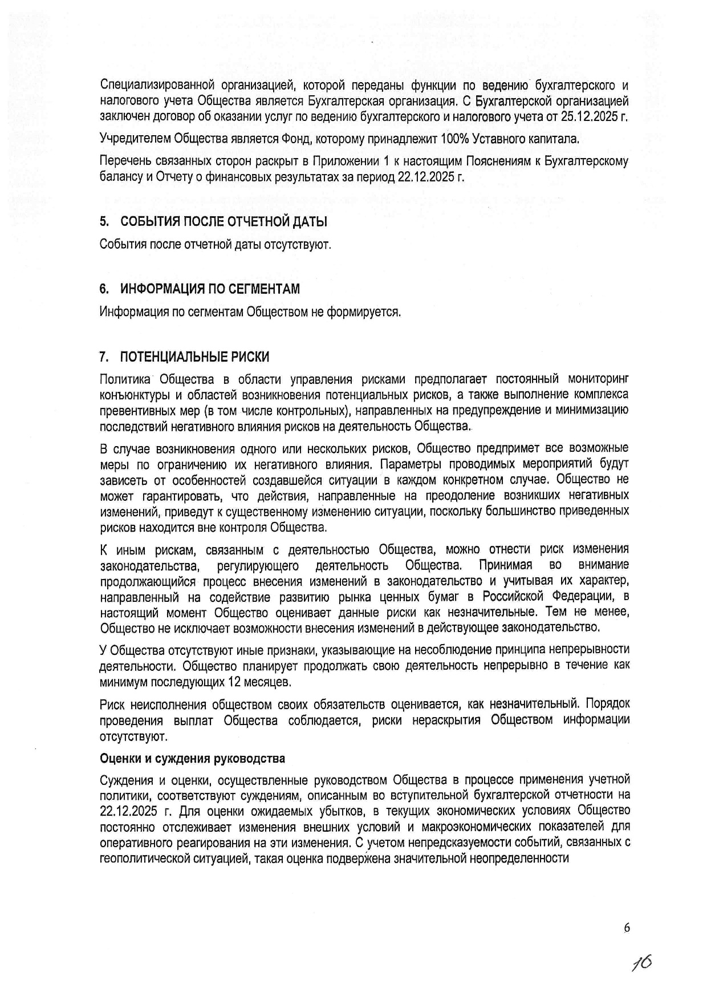 Специализированной организацией, которой переданы функции по ведению бухгалтерского и
налогового учета Общества является Бухгалтерская организация. С Бухгалтерской организацией
заключен договор об оказании услуг по ведению бухгалтерского и налогового учета от 25.12.2025 г.
Учредителем Общества является Фонд, которому принадлежит 100% Уставного капитала.
Перечень связанных сторон раскрыт в Приложении 1 к настоящим Пояснениям к Бухгалтерскому
балансу и Отчету о финансовых результатах за период 22.12.2025 г.
5. СОБЫТИЯ ПОСЛЕ ОТЧЕТНОЙ ДАТЫ
События после отчетной даты отсутствуют.
6. ИНФОРМАЦИЯ ПО СЕГМЕНТАМ
Информация по сегментам Обществом не формируется.
7. ПОТЕНЦИАЛЬНЫЕ РИСКИ
Политика Общества в области управления рисками предполагает постоянный мониторинг
конъюнктуры и областей возникновения потенциальных рисков, а также выполнение комплекса
превентивных мер (в том числе контрольных), направленных на предупреждение и минимизацию
последствий негативного влияния рисков на деятельность Общества.
В случае возникновения одного или нескольких рисков, Общество предпримет все возможные
меры по ограничению их негативного влияния. Параметры проводимых мероприятий будут
зависеть от особенностей создавшейся ситуации в каждом конкретном случае. Общество не
может гарантировать, что действия, направленные на преодоление возникших негативных
изменений, приведут к существенному изменению ситуации, поскольку большинство приведенных
рисков находится вне контроля Общества.
К иным рискам, связанным с деятельностью Общества, можно отнести риск изменения
законодательства, регулирующего деятельность Общества. Принимая во внимание
продолжающийся процесс внесения изменений в законодательство и учитывая их характер,
направленный на содействие развитию рынка ценных бумаг в Российской Федерации, в
настоящий момент Общество оценивает данные риски как незначительные. Тем не менее,
Общество не исключает возможности внесения изменений в действующее законодательство.
У Общества отсутствуют иные признаки, указывающие на несоблюдение принципа непрерывности
деятельности. Общество планирует продолжать свою деятельность непрерывно в течение как
минимум последующих 12 месяцев.
Риск неисполнения обществом своих обязательств оценивается, как незначительный. Порядок
проведения выплат Общества соблюдается, риски нераскрытия Обществом информации
отсутствуют.
Оценки и суждения руководства
Суждения и оценки, осуществленные руководством Общества в процессе применения учетной
политики, соответствуют суждениям, описанным во вступительной бухгалтерской отчетности на
22.12.2025 г. Для оценки ожидаемых убытков, в текущих экономических условиях Общество
постоянно отслеживает изменения внешних условий и макроэкономических показателей для
оперативного реагирования на эти изменения. С учетом непредсказуемости событий, связанных с
геополитической ситуацией, такая оценка подвержена значительной неопределенности
6
16